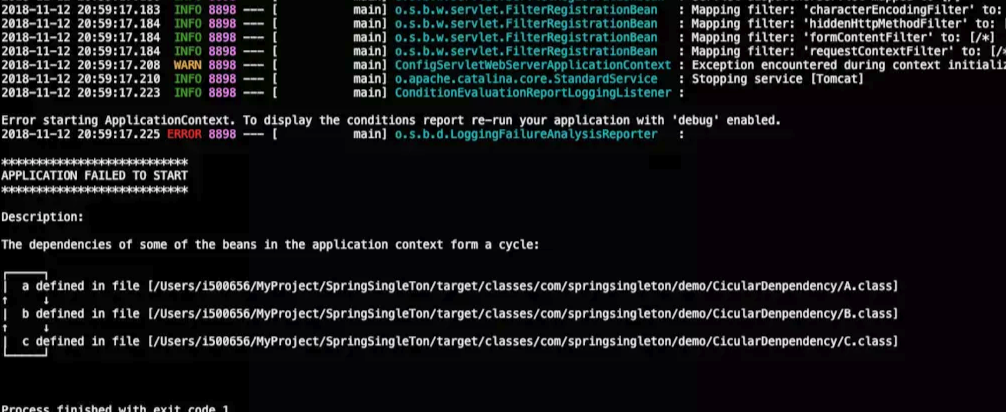 2018-11-12 20:59:17.183 INFO 8898 --- [ main] o.s.b.w.servlet.FilterRegistrationBean : Mapping filter: 'characterEncodingFilter' to:
2018-11-12 20:59:17.184 INFO 8898 --- [ main] o.s.b.w.servlet.FilterRegistrationBean : Mapping filter: 'hiddenHttpMethodFilter' to:
2018-11-12 20:59:17.184 INFO 8898 --- [ main] o.s.b.w.servlet.FilterRegistrationBean : Mapping filter: 'formContentFilter' to: [/*]
2018-11-12 20:59:17.184 INFO 8898 --- [ main] o.s.b.w.servlet.FilterRegistrationBean : Mapping filter: 'requestContextFilter' to: [/*
2018-11-12 20:59:17.208 WARN 8898 --- [ main] ConfigServletWebServerApplicationContext : Exception encountered during context initializ
2018-11-12 20:59:17.210 INFO 8898 --- [ main] o.apache.catalina.core.StandardService : Stopping service [Tomcat]
2018-11-12 20:59:17.223 INFO 8898 --- [ main] ConditionEvaluationReportLoggingListener :
Error starting ApplicationContext. To display the conditions report re-run your application with 'debug' enabled.
2018-11-12 20:59:17.225 ERROR 8898 --- [ main] o.s.b.d.LoggingFailureAnalysisReporter :
***************************
APPLICATION FAILED TO START
***************************
Description:
The dependencies of some of the beans in the application context form a cycle:
┌─────┐
| a defined in file [/Users/i500656/MyProject/SpringSingleTon/target/classes/com/springsingleton/demo/CicularDenpendency/A.class]
↑ ↓
| b defined in file [/Users/i500656/MyProject/SpringSingleTon/target/classes/com/springsingleton/demo/CicularDenpendency/B.class]
↑ ↓
| c defined in file [/Users/i500656/MyProject/SpringSingleTon/target/classes/com/springsingleton/demo/CicularDenpendency/C.class]
└─────┘
Process finished with exit code 1